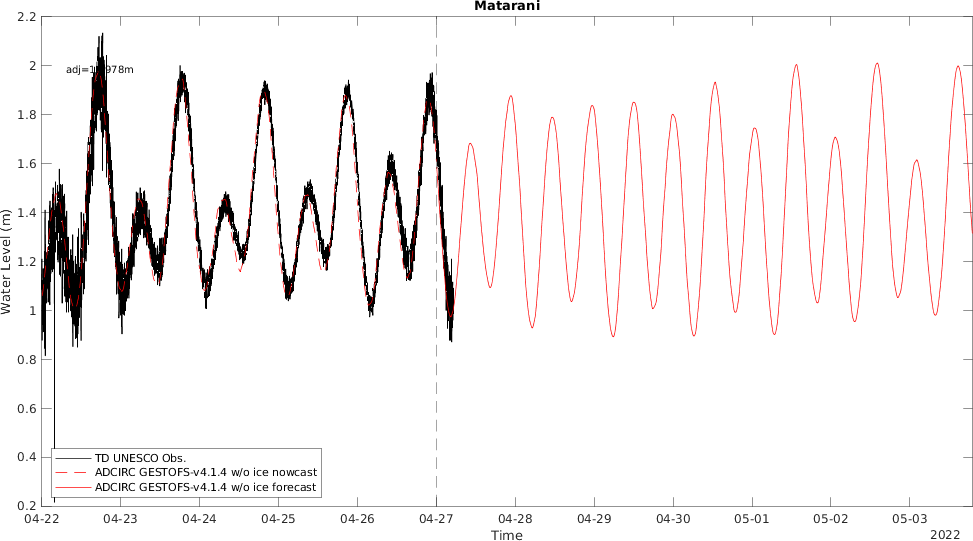 Matarani
2.2
2
1.8
1.6
1.4
1.2
1
0.8
0.6
0.4
0.2
Water Level (m)
TD UNESCO Obs.
ADCIRC GESTOFS-v4.1.4 w/o ice nowcast
ADCIRC GESTOFS-v4.1.4 w/o ice forecast
04-22 04-23 04-24 04-25 04-26 04-27 04-28 04-29 04-30 05-01 05-02 05-03
Time
2022